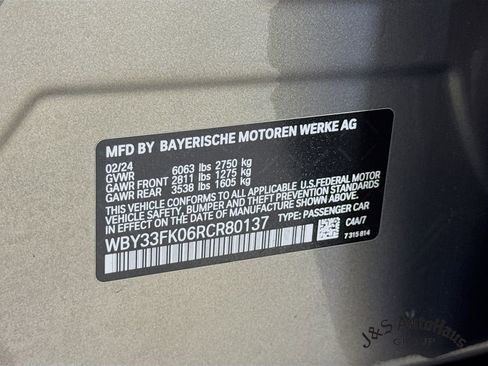 MFD BY BAYERISCHE MOTOREN WERKE AG
02/24
GVWR 6063 lbs 2750 kg
GAWR FRONT 2811 lbs 1275 kg
GAWR REAR 3538 lbs 1605 kg
THIS VEHICLE CONFORMS TO ALL APPLICABLE U.S.FEDERAL MOTOR
VEHICLE SAFETY, BUMPER AND THEFT PREVENTION STANDARDS
IN EFFECT ON THE DATE OF MANUFACTURE SHOWN ABOVE.
WBY33FK06RCR80137 TYPE: PASSENGER CAR
C4A/7
7 315 814
J&S AutoHaus
GROUP